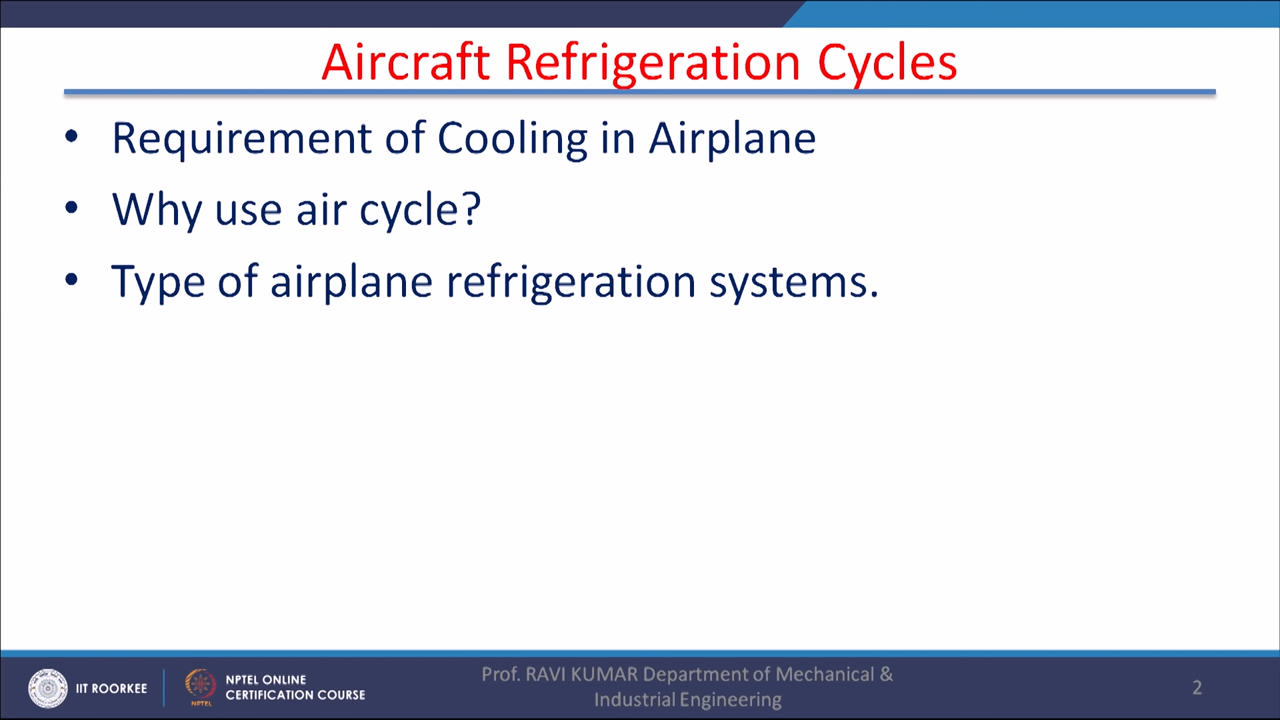 Aircraft Refrigeration Cycles
• Requirement of Cooling in Airplane
• Why use air cycle?
• Type of airplane refrigeration systems.
IIT ROORKEE
NPTEL
NPTEL ONLINE
CERTIFICATION COURSE
Prof. RAVI KUMAR Department of Mechanical &
Industrial Engineering
2